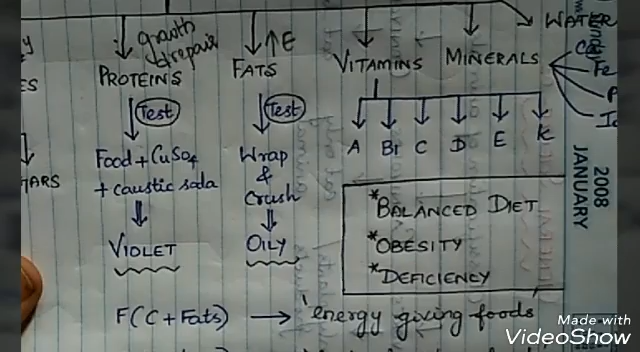 WATER
growth
& repair
↑E
PROTEINS
FATS
VITAMINS
MINERALS
Fe
ES
Test
Test
A B1 C D E K
Food + CuSO4
+ caustic soda
Wrap
&
Crush
ARS
VIOLET
OILY
*BALANCED DIET
*OBESITY
*DEFICIENCY
2008
JANUARY
F(C + Fats) → 'energy giving foods'
Made with
VideoShow